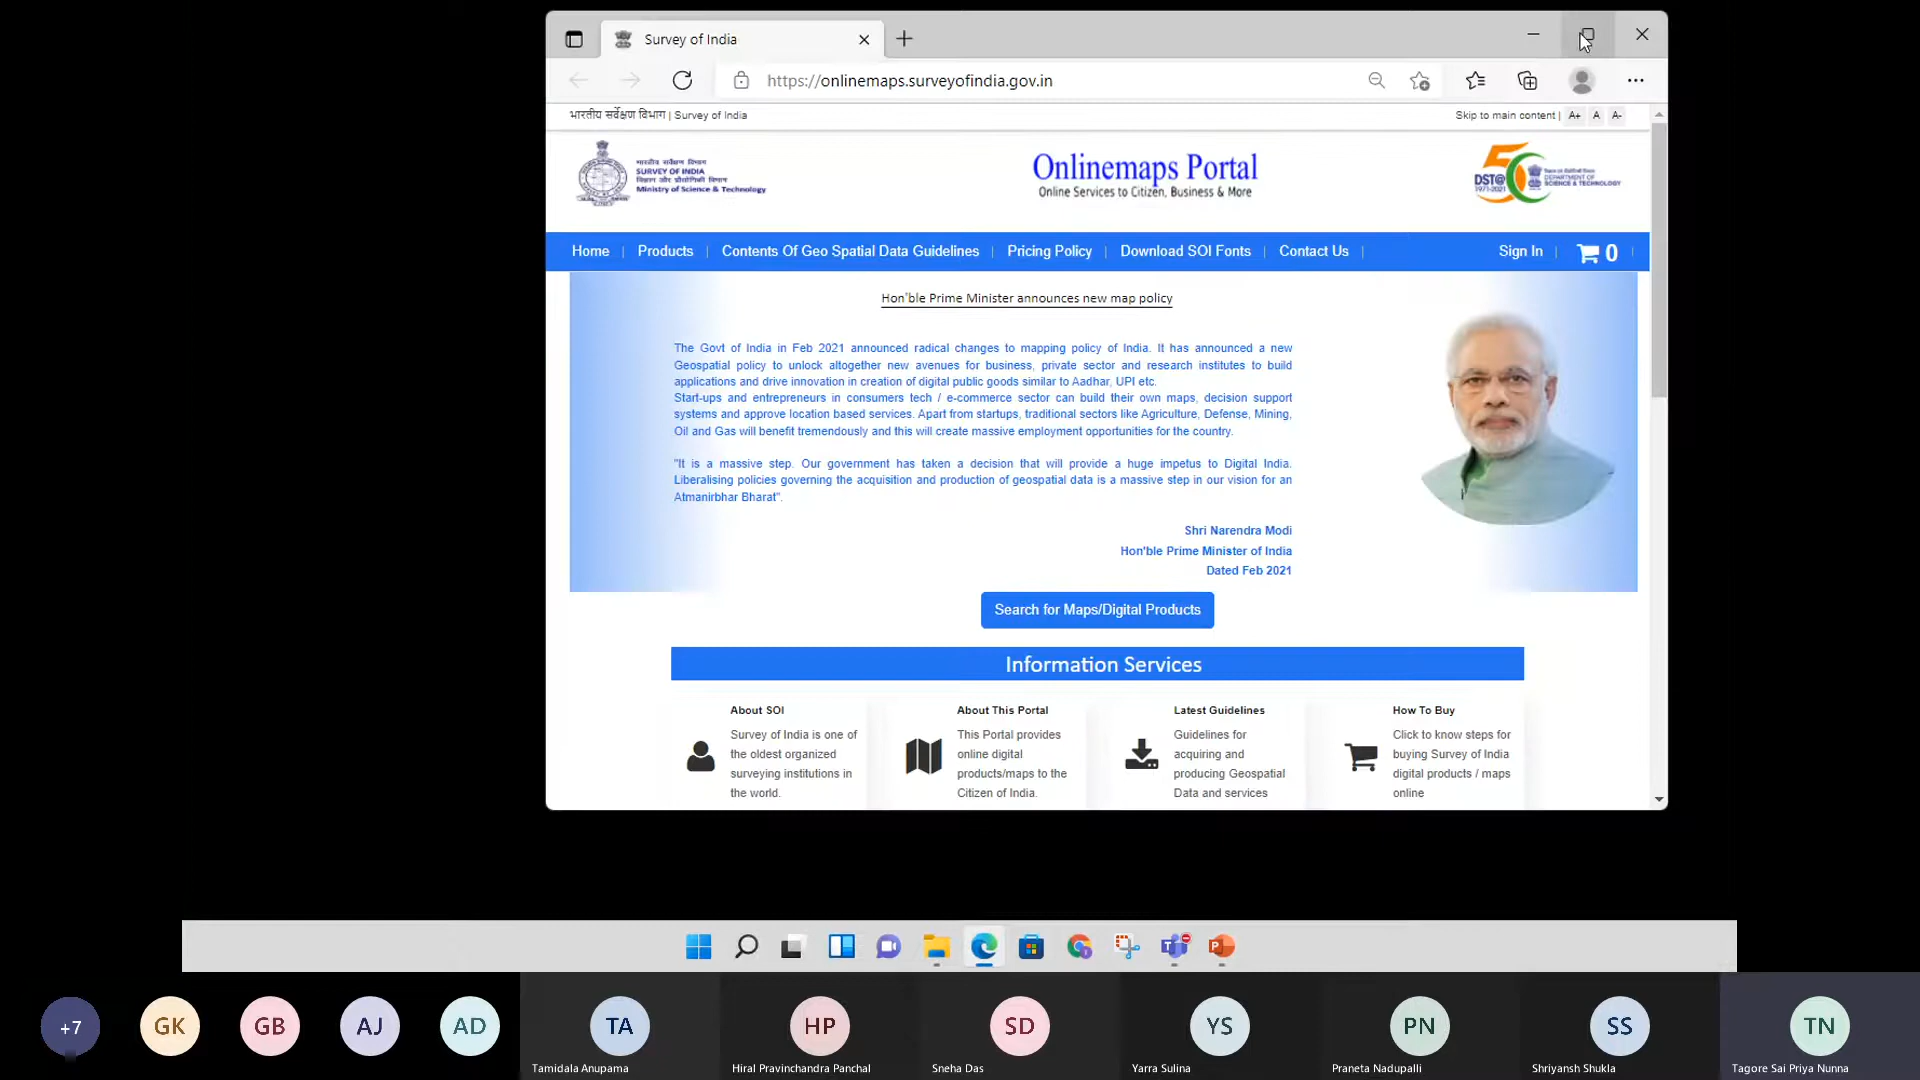 Survey of India
https://onlinemaps.surveyofindia.gov.in
भारतीय सर्वेक्षण विभाग | Survey of India
Skip to main content | A+ A A-
भारतीय सर्वेक्षण विभाग
SURVEY OF INDIA
विज्ञान और प्रौद्योगिकी विभाग
Ministry of Science & Technology
Onlinemaps Portal
Online Services to Citizen, Business & More
DST@
1971-2021
DEPARTMENT OF
SCIENCE & TECHNOLOGY
Home | Products | Contents Of Geo Spatial Data Guidelines | Pricing Policy | Download SOI Fonts | Contact Us |
Sign In | 0 |
Hon'ble Prime Minister announces new map policy
The Govt of India in Feb 2021 announced radical changes to mapping policy of India. It has announced a new
Geospatial policy to unlock altogether new avenues for business, private sector and research institutes to build
applications and drive innovation in creation of digital public goods similar to Aadhar, UPI etc.
Start-ups and entrepreneurs in consumers tech / e-commerce sector can build their own maps, decision support
systems and approve location based services. Apart from startups, traditional sectors like Agriculture, Defense, Mining,
Oil and Gas will benefit tremendously and this will create massive employment opportunities for the country.
"It is a massive step. Our government has taken a decision that will provide a huge impetus to Digital India.
Liberalising policies governing the acquisition and production of geospatial data is a massive step in our vision for an
Atmanirbhar Bharat".
Shri Narendra Modi
Hon'ble Prime Minister of India
Dated Feb 2021
Search for Maps/Digital Products
Information Services
About SOI
Survey of India is one of
the oldest organized
surveying institutions in
the world.
About This Portal
This Portal provides
online digital
products/maps to the
Citizen of India.
Latest Guidelines
Guidelines for
acquiring and
producing Geospatial
Data and services
How To Buy
Click to know steps for
buying Survey of India
digital products / maps
online
+7
GK
GB
AJ
AD
TA
Tamidala Anupama
HP
Hiral Pravinchandra Panchal
SD
Sneha Das
YS
Yarra Sulina
PN
Praneta Nadupalli
SS
Shriyansh Shukla
TN
Tagore Sai Priya Nunna